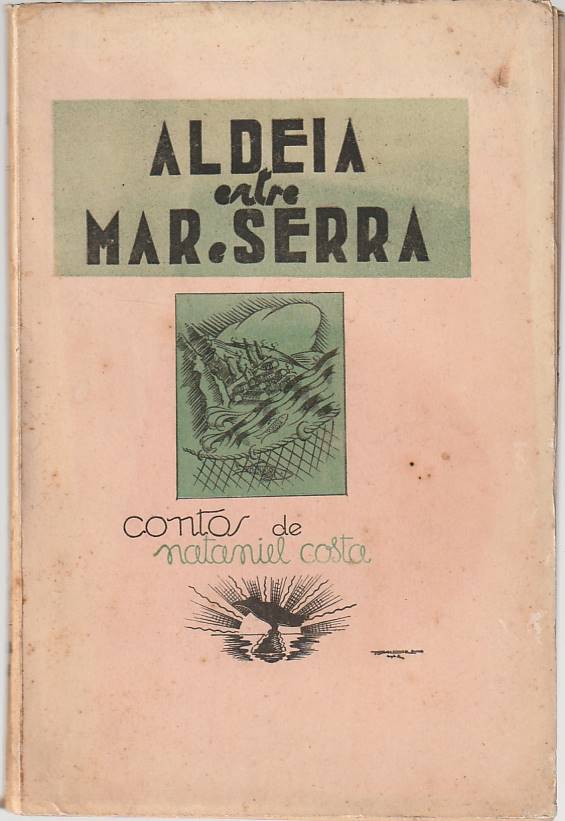 ALDEIA
entre
MAR e SERRA
contos de
nataniel costa